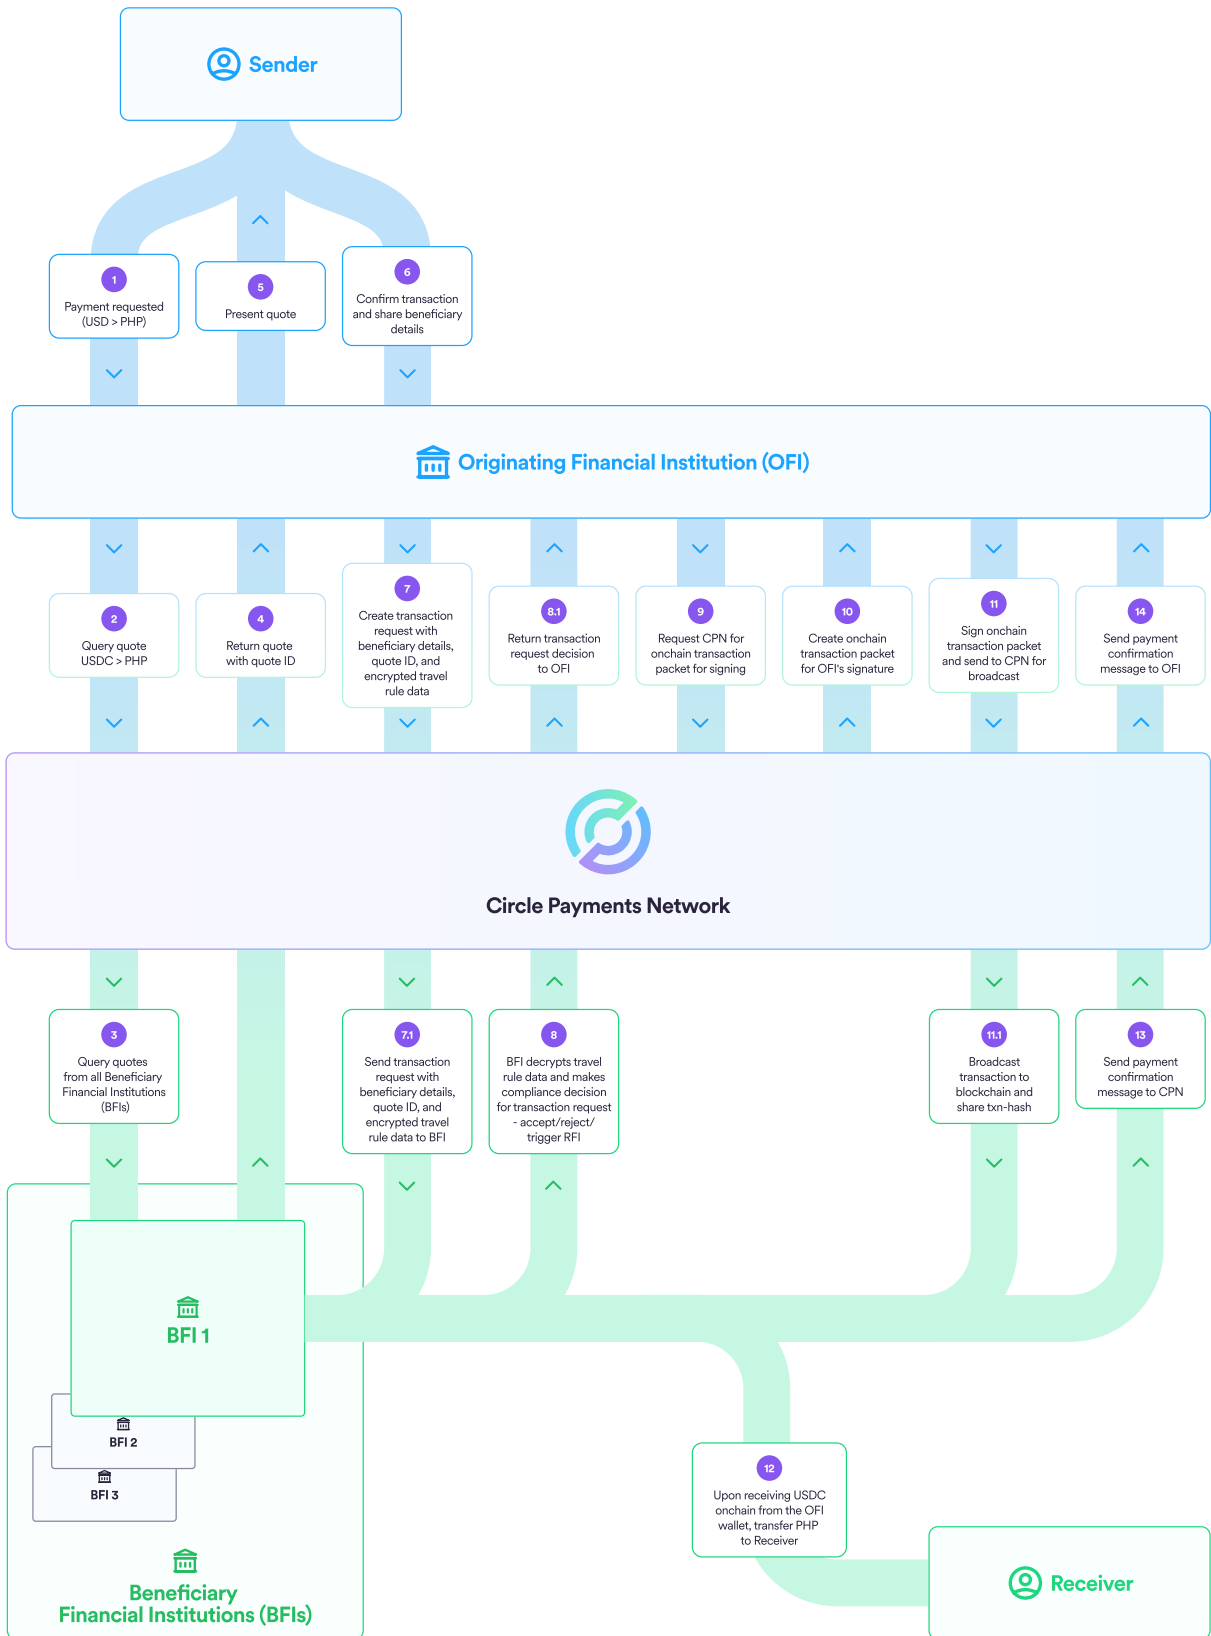 Sender
1
Payment requested
(USD > PHP)
5
Present quote
6
Confirm transaction
and share beneficiary
details
Originating Financial Institution (OFI)
2
Query quote
USDC > PHP
4
Return quote
with quote ID
7
Create transaction
request with
beneficiary details,
quote ID, and
encrypted travel
rule data
8.1
Return transaction
request decision
to OFI
9
Request CPN for
onchain transaction
packet for signing
10
Create onchain
transaction packet
for OFI's signature
11
Sign onchain
transaction packet
and send to CPN for
broadcast
14
Send payment
confirmation
message to OFI
Circle Payments Network
3
Query quotes
from all Beneficiary
Financial Institutions
(BFIs)
7.1
Send transaction
request with
beneficiary details,
quote ID, and
encrypted travel
rule data to BFI
8
BFI decrypts travel
rule data and makes
compliance decision
for transaction request
- accept/reject/
trigger RFI
11.1
Broadcast
transaction to
blockchain and
share txn-hash
13
Send payment
confirmation
message to CPN
BFI 1
BFI 2
BFI 3
Beneficiary
Financial Institutions (BFIs)
12
Upon receiving USDC
onchain from the OFI
wallet, transfer PHP
to Receiver
Receiver